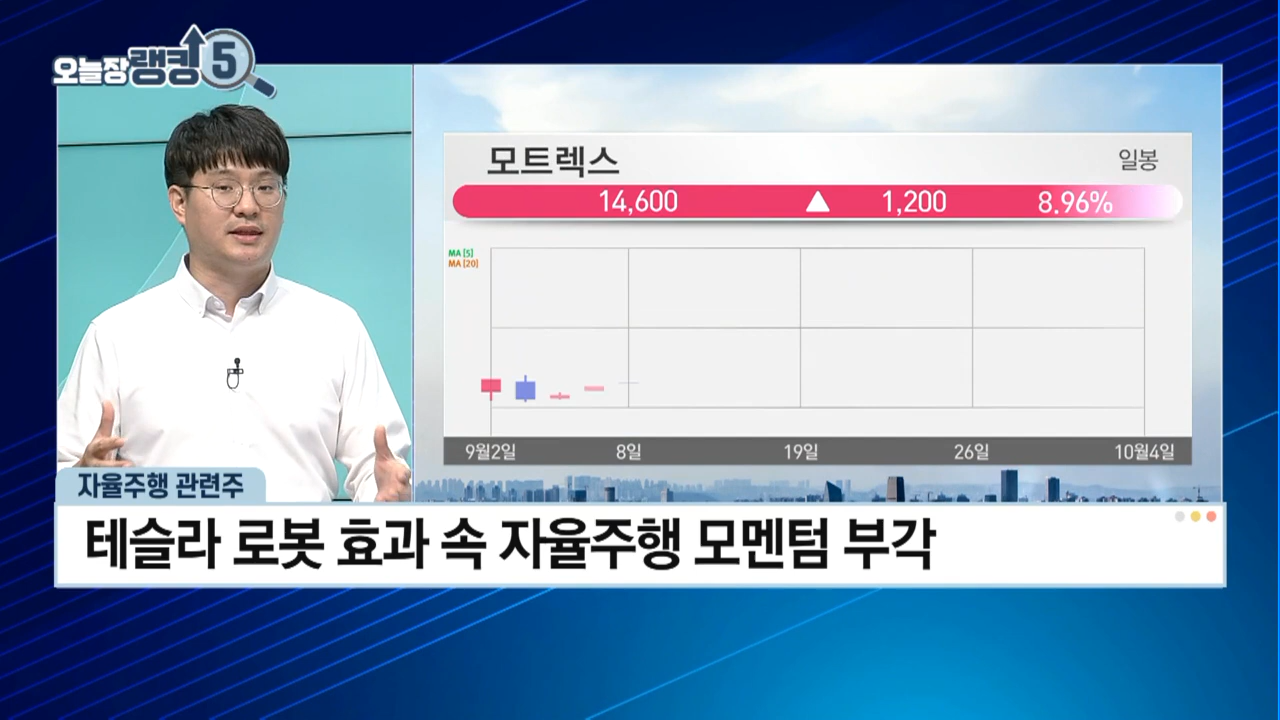 오늘장 랭킹 5
모트렉스
일봉
14,600 ▲ 1,200 8.96%
MA [5]
MA [20]
9월2일 8일 19일 26일 10월4일
자율주행 관련주
테슬라 로봇 효과 속 자율주행 모멘텀 부각